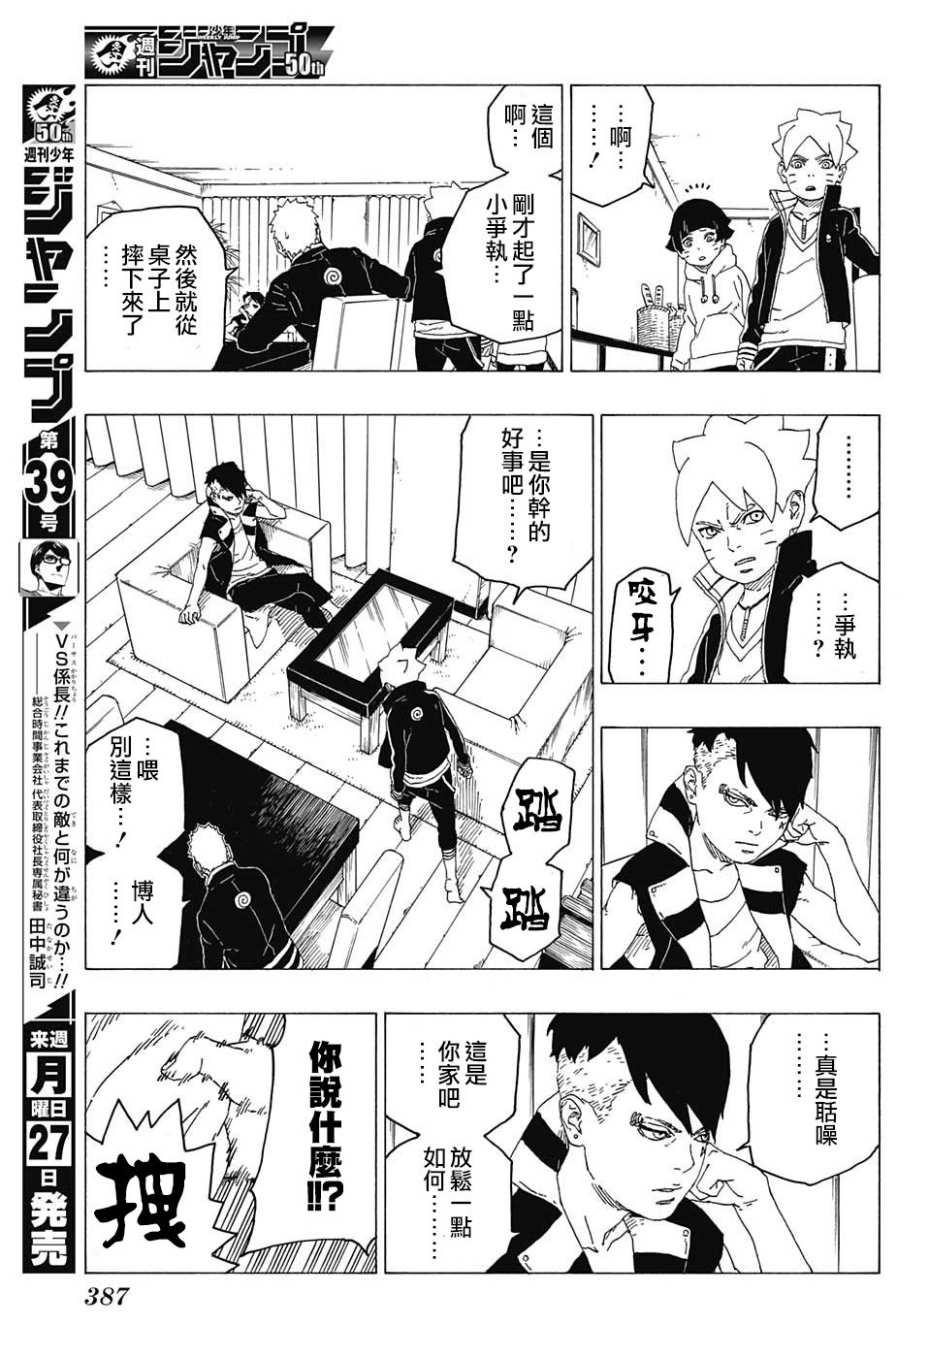 週刊
少年
WEEKLY JUMP
ジャンプ
50th
…啊…
……!
這個
啊…
剛才起了一點
小爭執…
然後就從
桌子上
摔下來了
……
………
…爭執
……?
咬牙…
…是你幹的
好事吧……?
踏
踏
…喂
別這樣…!
博人
……!
…真是聒噪
……
這是
你家吧
……
放鬆一點
如何………
你說什麼!!?
拽
387
50th
週刊少年
ジャンプ
第
39
号
VS係長!!これまでの敵と何が違うのか…!!
総合時間事業会社 代表取締役社長専属秘書 田中誠司
来週
月
曜日
27
日
発売